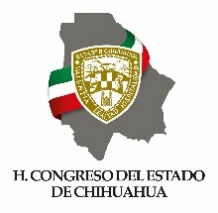 H. CONGRESO DEL ESTADO
DE CHIHUAHUA